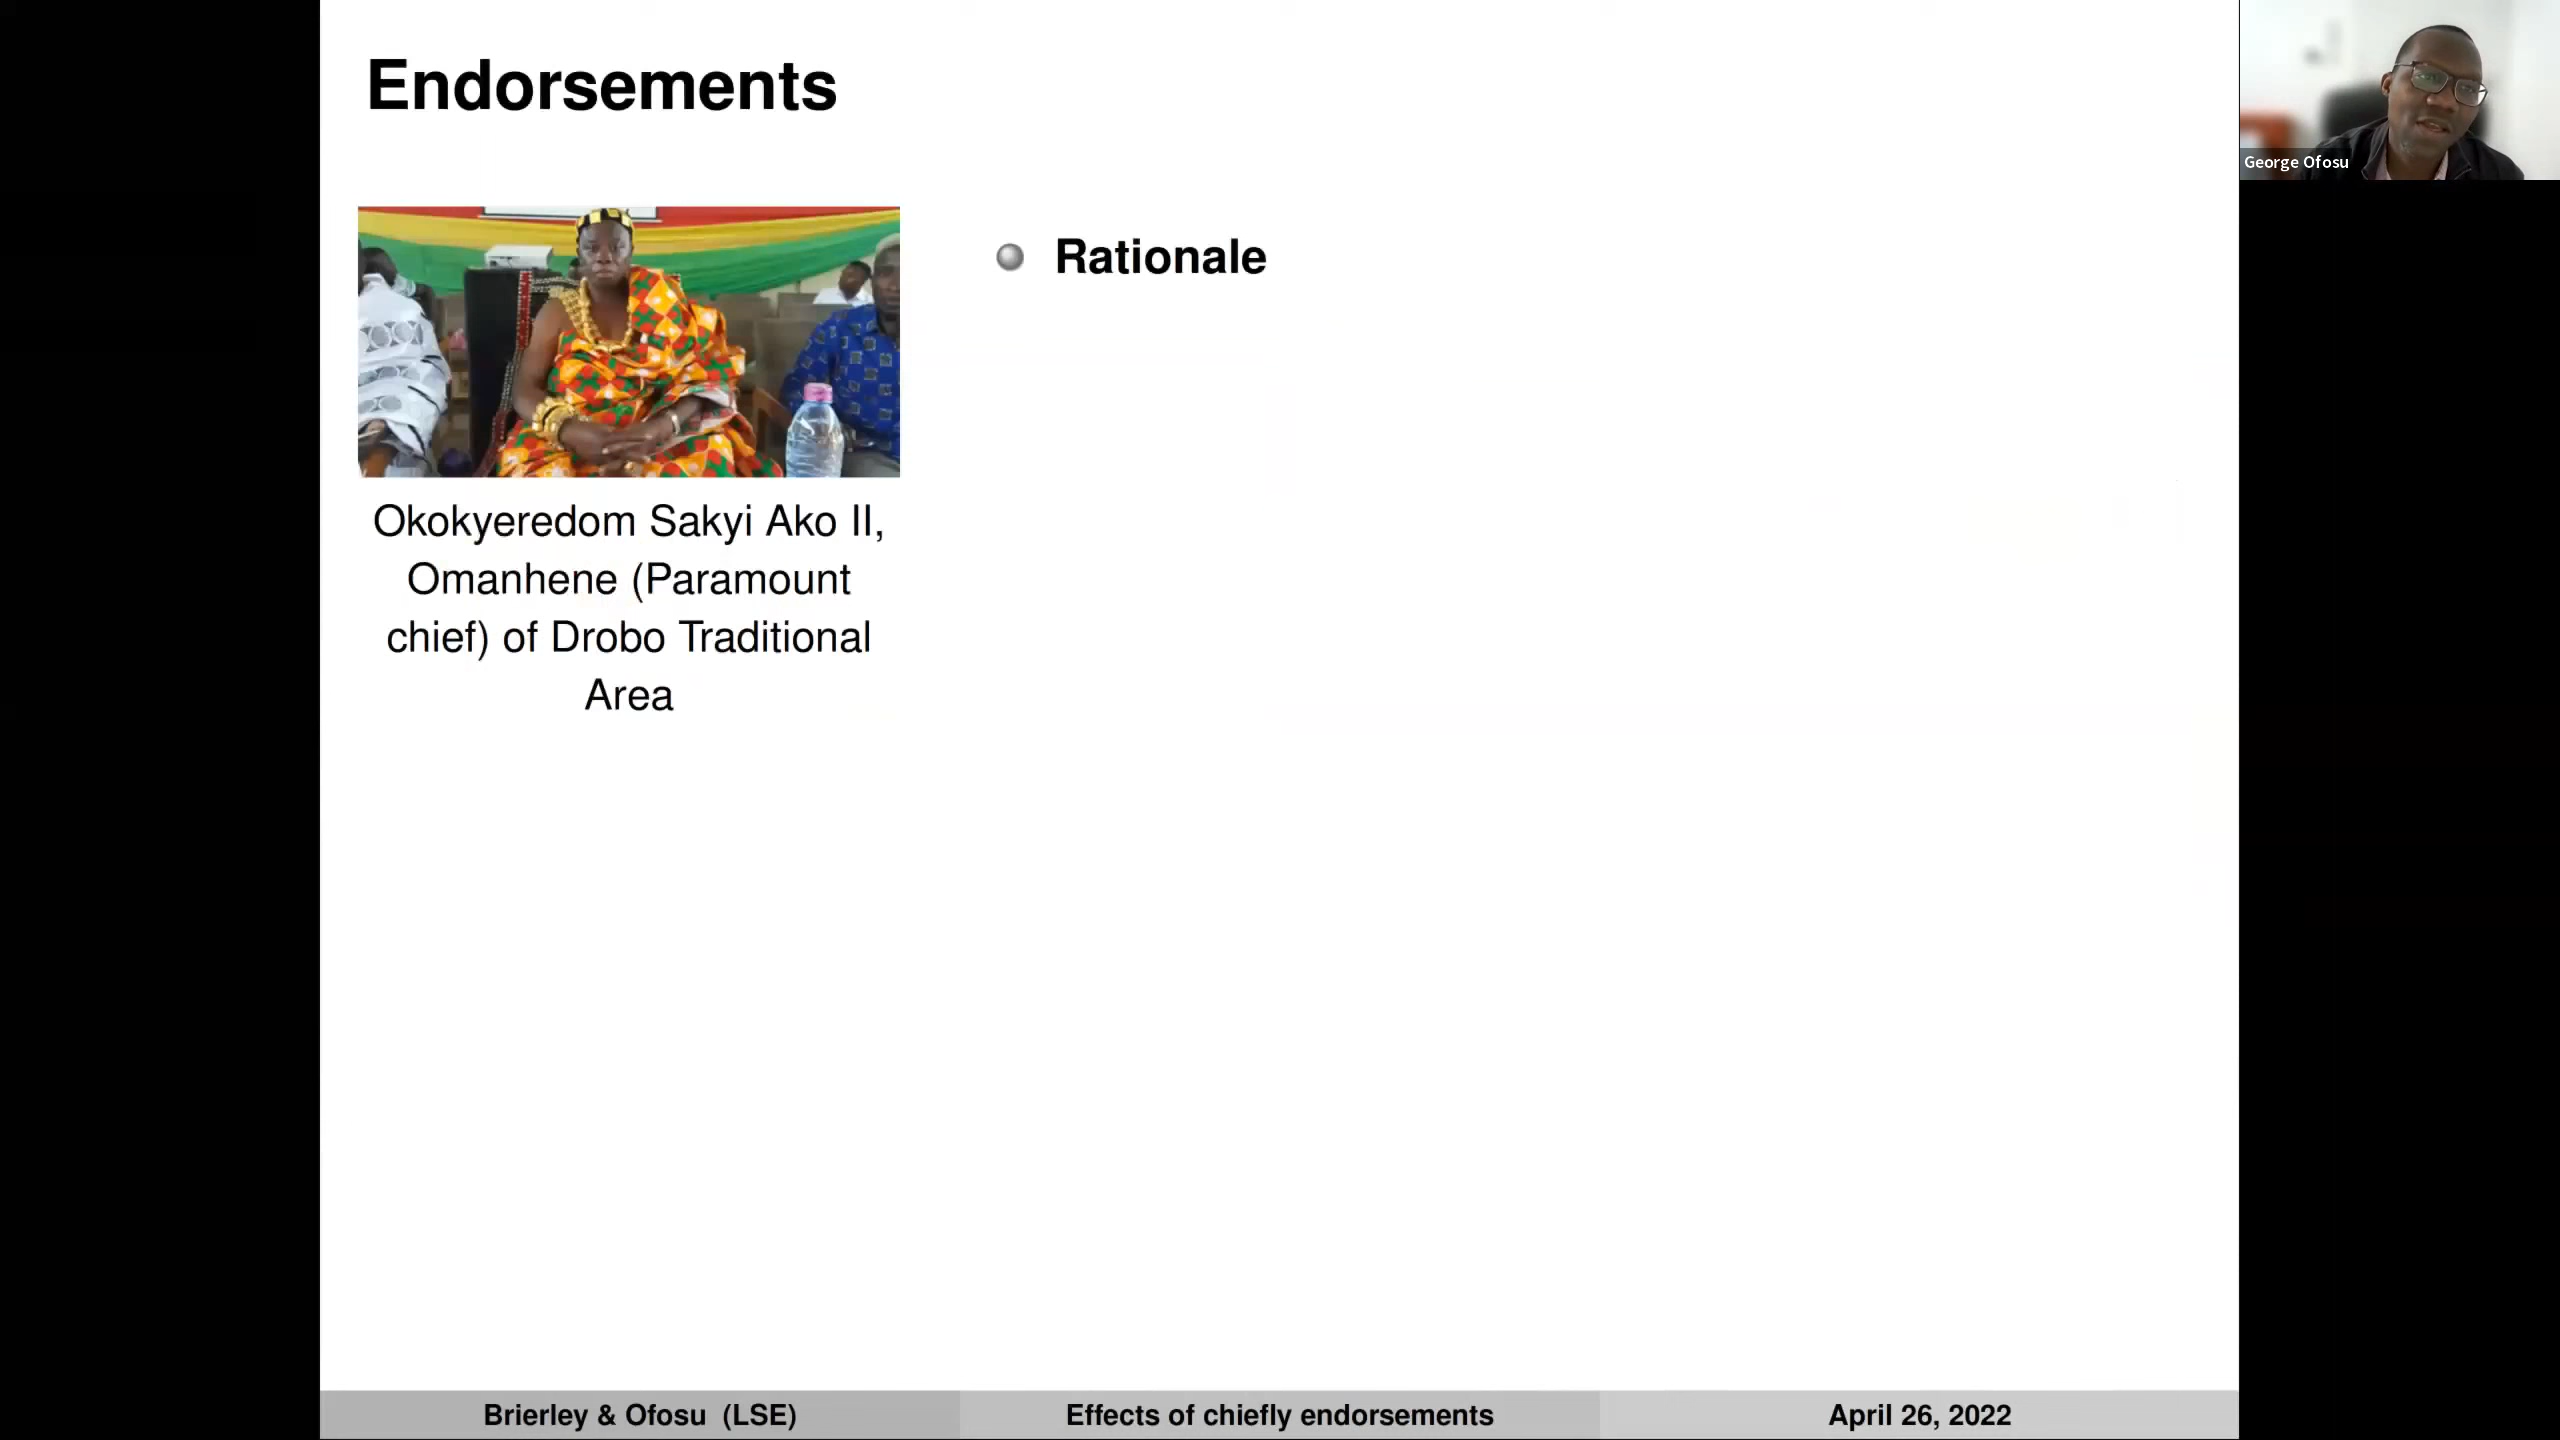 Endorsements
George Ofosu
Rationale
Okokyeredom Sakyi Ako II,
Omanhene (Paramount
chief) of Drobo Traditional
Area
Brierley & Ofosu (LSE)
Effects of chiefly endorsements
April 26, 2022